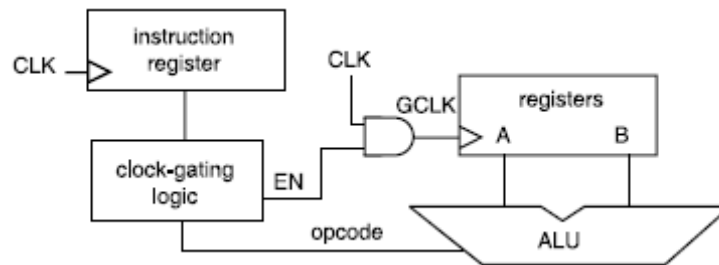 instruction
register
CLK
CLK
GCLK
registers
A B
clock-gating
logic
EN
opcode
ALU